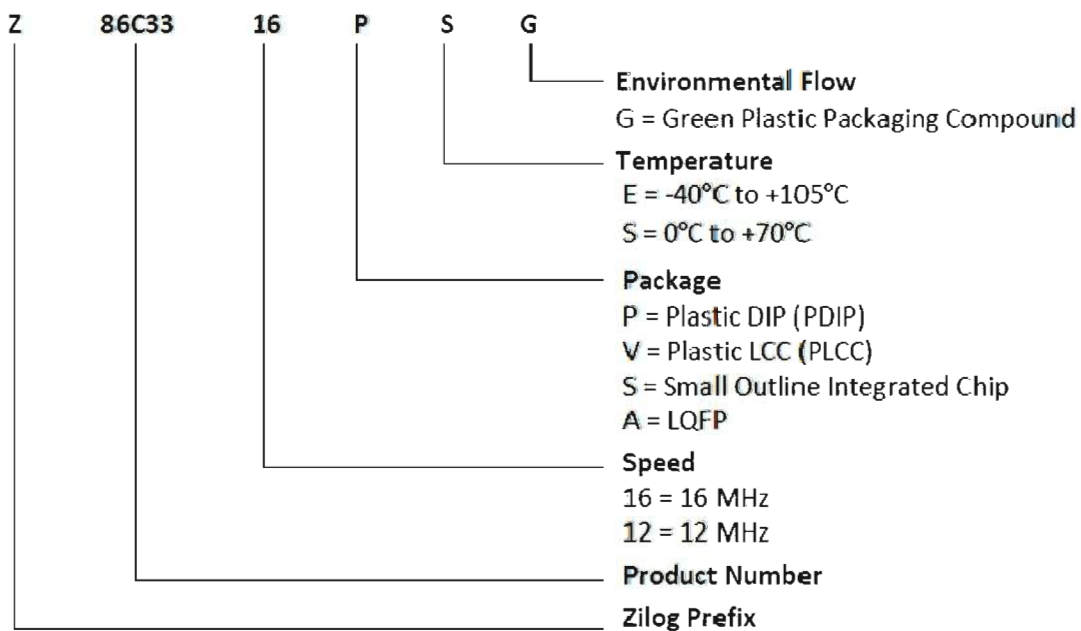 Z 86C33 16 P S G
Environmental Flow
G = Green Plastic Packaging Compound
Temperature
E = -40°C to +105°C
S = 0°C to +70°C
Package
P = Plastic DIP (PDIP)
V = Plastic LCC (PLCC)
S = Small Outline Integrated Chip
A = LQFP
Speed
16 = 16 MHz
12 = 12 MHz
Product Number
Zilog Prefix